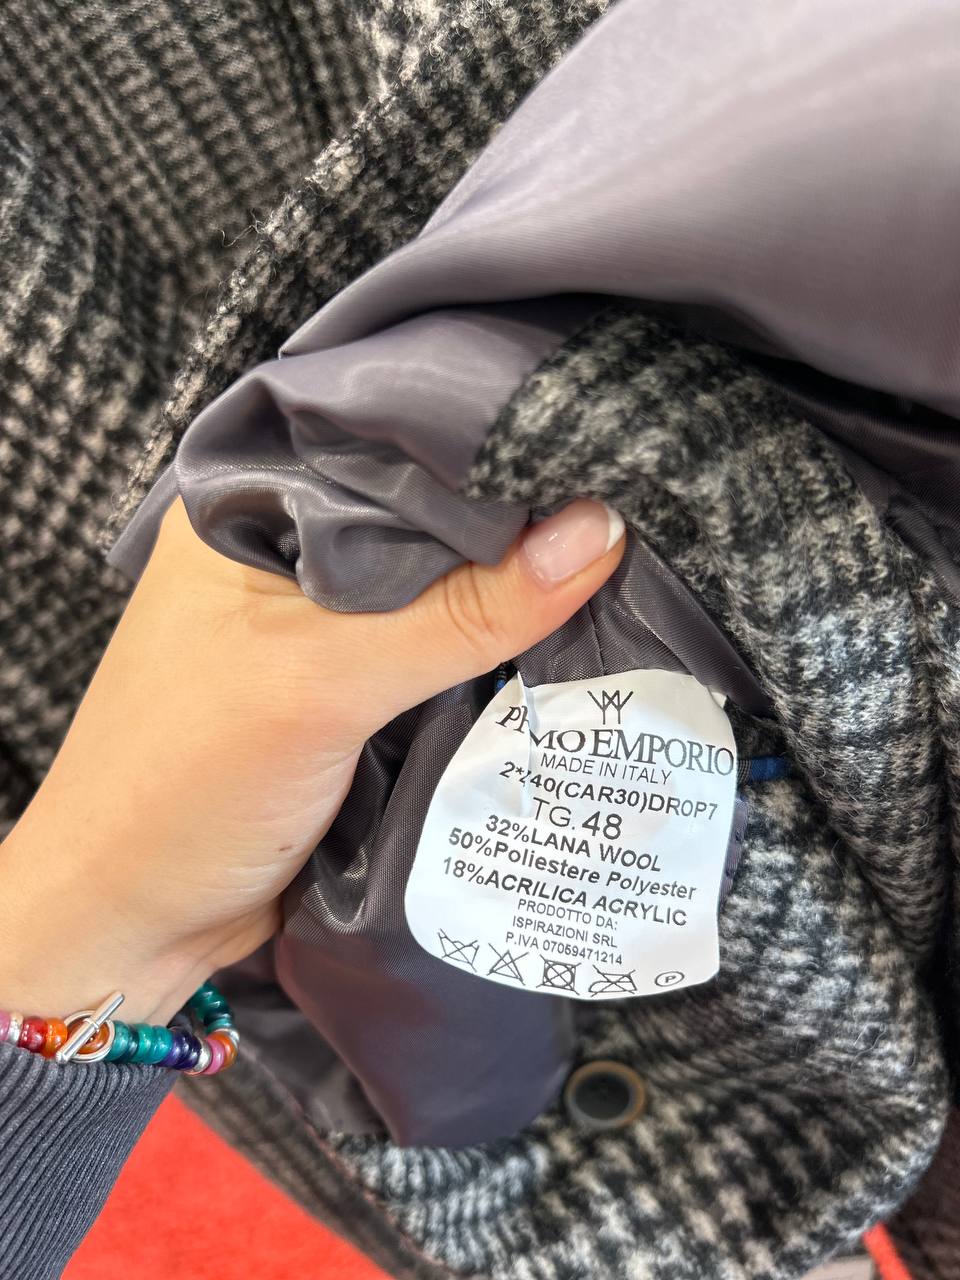 PRIMO EMPORIO
MADE IN ITALY
2*240(CAR30)DROP7
TG. 48
32%LANA WOOL
50%Poliestere Polyester
18%ACRILICA ACRYLIC
PRODOTTO DA:
ISPIRAZIONI SRL
P.IVA 07059471214
P